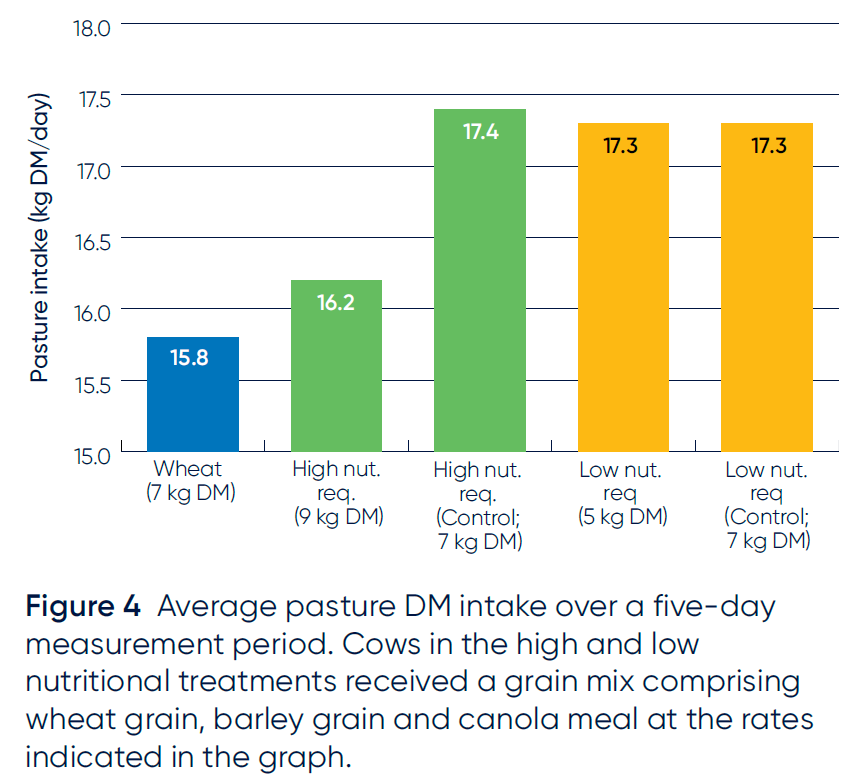 Pasture intake (kg DM/day)
18.0
17.5
17.0
16.5
16.0
15.5
15.0
15.8
16.2
17.4
17.3
17.3
Wheat
(7 kg DM)
High nut.
req.
(9 kg DM)
High nut.
req.
(Control;
7 kg DM)
Low nut.
req
(5 kg DM)
Low nut.
req
(Control;
7 kg DM)
Figure 4 Average pasture DM intake over a five-day
measurement period. Cows in the high and low
nutritional treatments received a grain mix comprising
wheat grain, barley grain and canola meal at the rates
indicated in the graph.